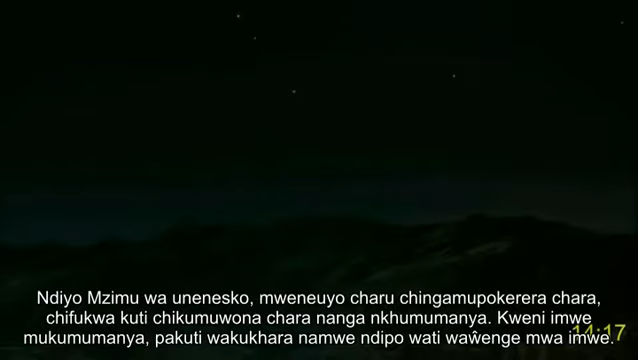 Ndiyo Mzimu wa unenesko, mweneuyo charu chingamupokerera chara,
chifukwa kuti chikumuwona chara nanga nkhumumanya. Kweni imwe
mukumumanya, pakuti wakukhara namwe ndipo wati waŵenge mwa imwe.
14:17